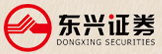 东兴证券
DONGXING SECURITIES